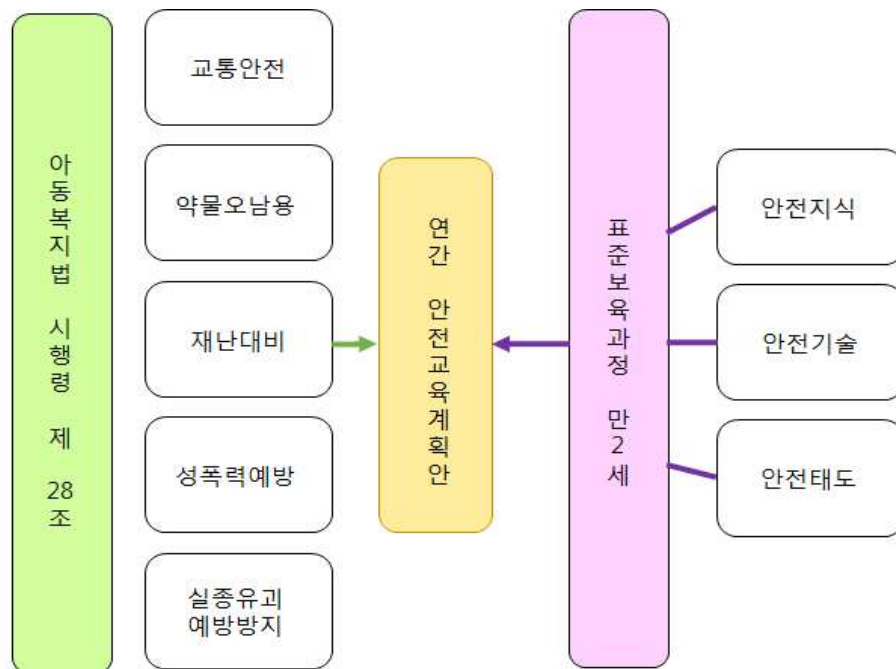 아동복지법 시행령 제 28조
교통안전
약물오남용
재난대비
성폭력예방
실종유괴
예방방지
연간 안전교육계획안
표준보육과정 만2세
안전지식
안전기술
안전태도